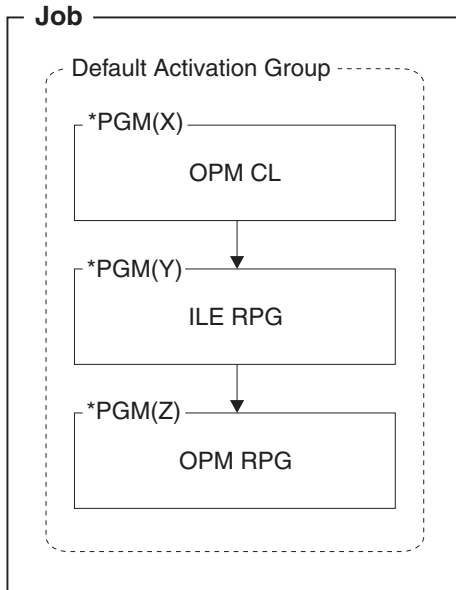 Job
Default Activation Group
*PGM(X)
OPM CL
*PGM(Y)
ILE RPG
*PGM(Z)
OPM RPG